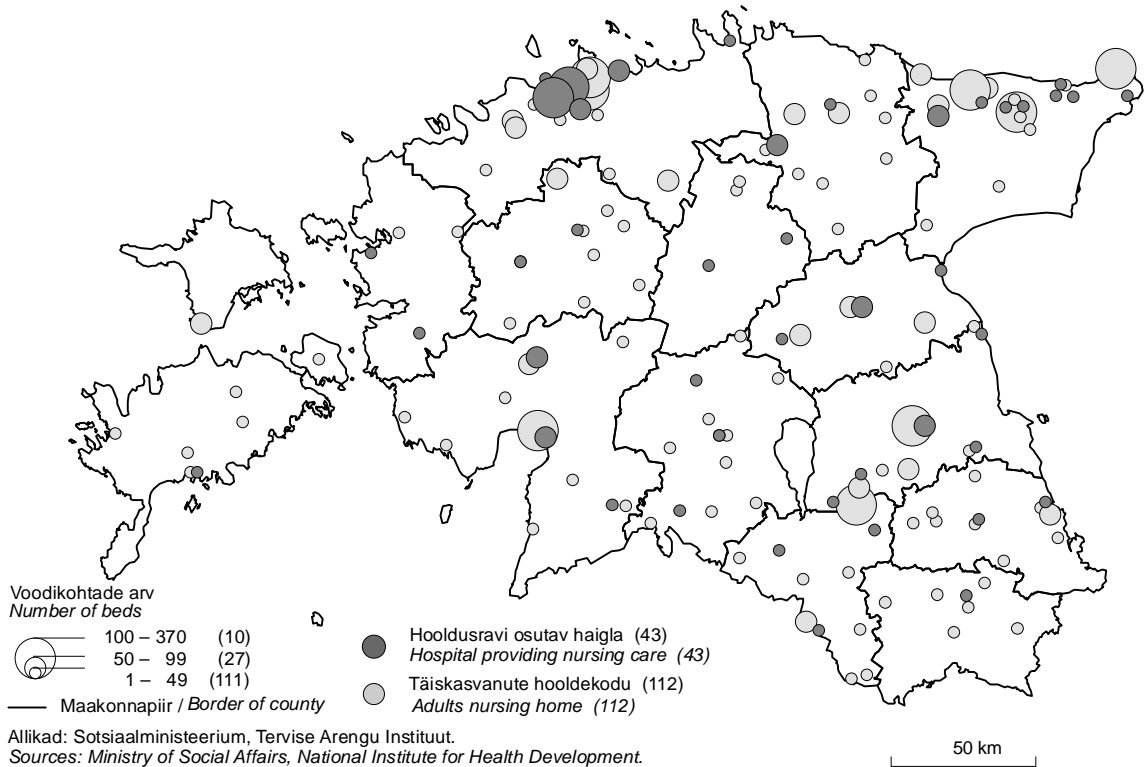 Voodikohtade arv
Number of beds
100 – 370 (10)
50 – 99 (27)
1 – 49 (111)
Maakonnapiir / Border of county
Hooldusravi osutav haigla (43)
Hospital providing nursing care (43)
Täiskasvanute hooldekodu (112)
Adults nursing home (112)
Allikad: Sotsiaalministeerium, Tervise Arengu Instituut.
Sources: Ministry of Social Affairs, National Institute for Health Development.
50 km